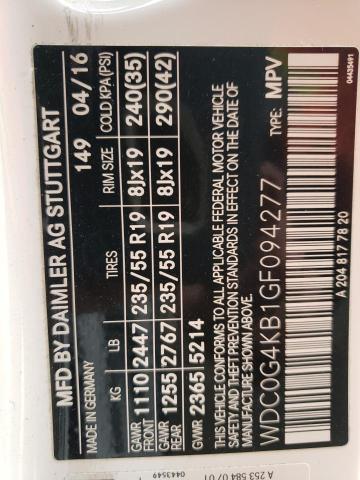 MFD BY DAIMLER AG STUTTGART
MADE IN GERMANY 149 04/16
KG LB TIRES RIM SIZE COLD KPA(PSI)
GAWR FRONT 1110 2447 235/55 R19 8Jx19 240(35)
GAWR REAR 1255 2767 235/55 R19 8Jx19 290(42)
GVWR 2365 5214
THIS VEHICLE CONFORMS TO ALL APPLICABLE FEDERAL MOTOR VEHICLE
SAFETY, BUMPER, AND THEFT PREVENTION STANDARDS IN EFFECT ON THE DATE OF
MANUFACTURE SHOWN ABOVE.
TYPE: MPV
WDC0G4KB1GF094277
A 204 817 78 20
04435491
A 253 584 07 01
0443549